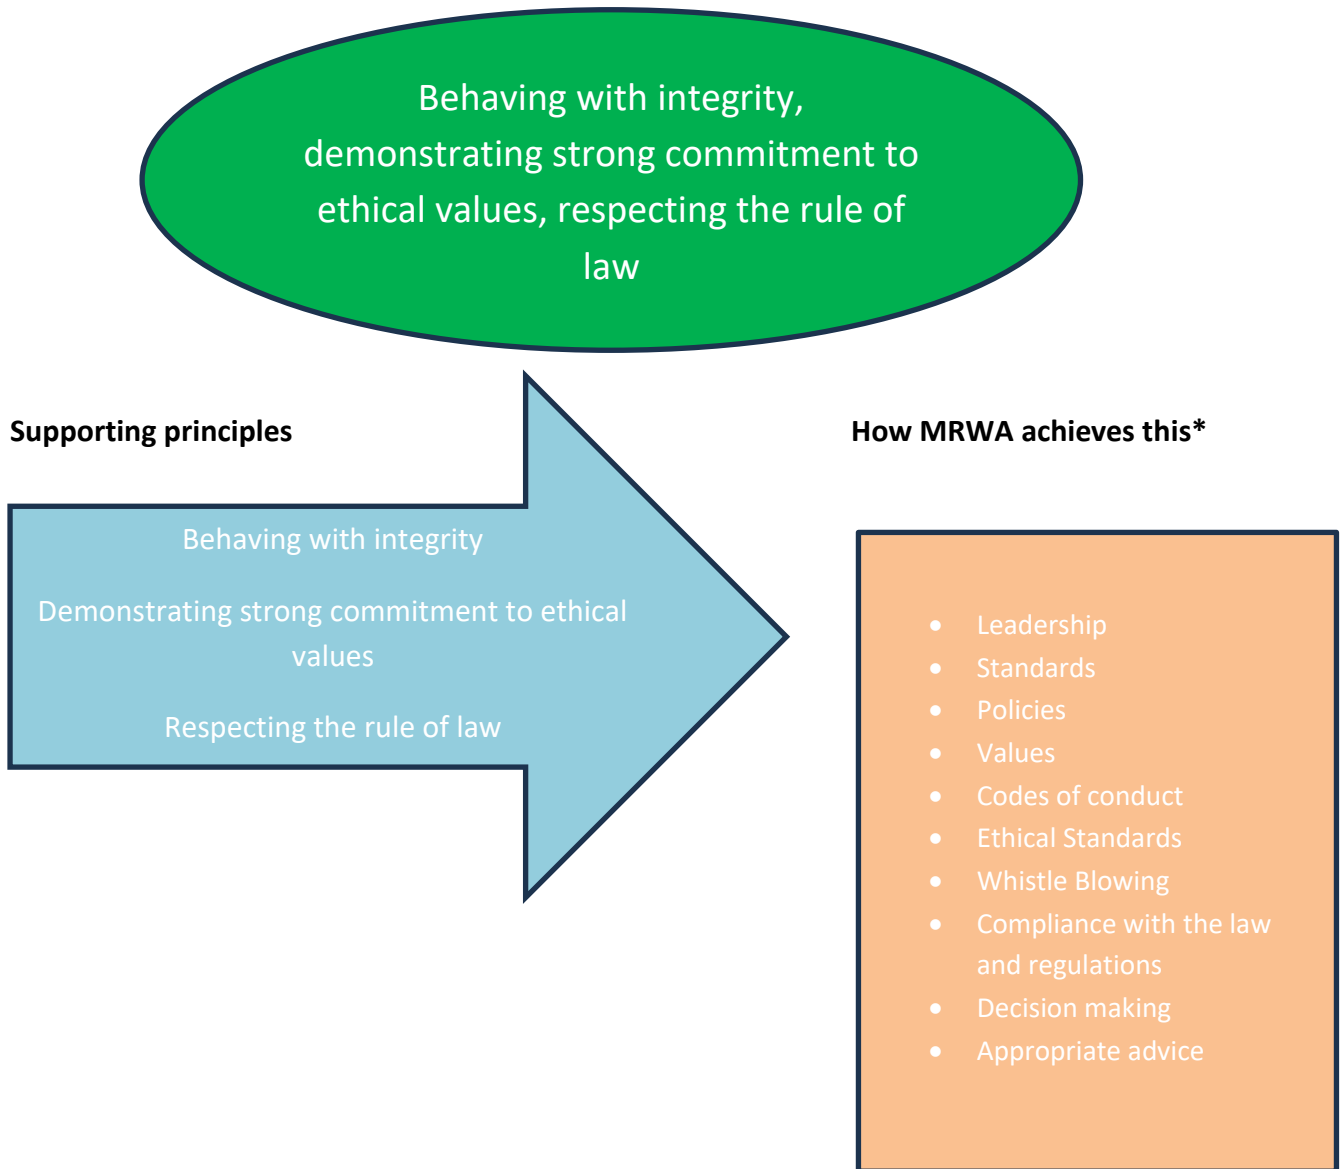 Behaving with integrity,
demonstrating strong commitment to
ethical values, respecting the rule of
law
Supporting principles
How MRWA achieves this*
Behaving with integrity
Demonstrating strong commitment to ethical
values
Respecting the rule of law
• Leadership
• Standards
• Policies
• Values
• Codes of conduct
• Ethical Standards
• Whistle Blowing
• Compliance with the law
and regulations
• Decision making
• Appropriate advice